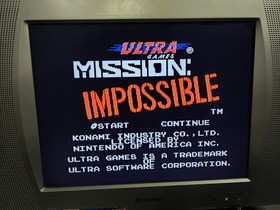 ULTRA®
GAMES
MISSION:
IMPOSSIBLE
TM
START CONTINUE
KONAMI INDUSTRY CO.,LTD.
LICENSED BY
NINTENDO OF AMERICA INC.
ULTRA GAMES IS A TRADEMARK
OF
ULTRA SOFTWARE CORPORATION.